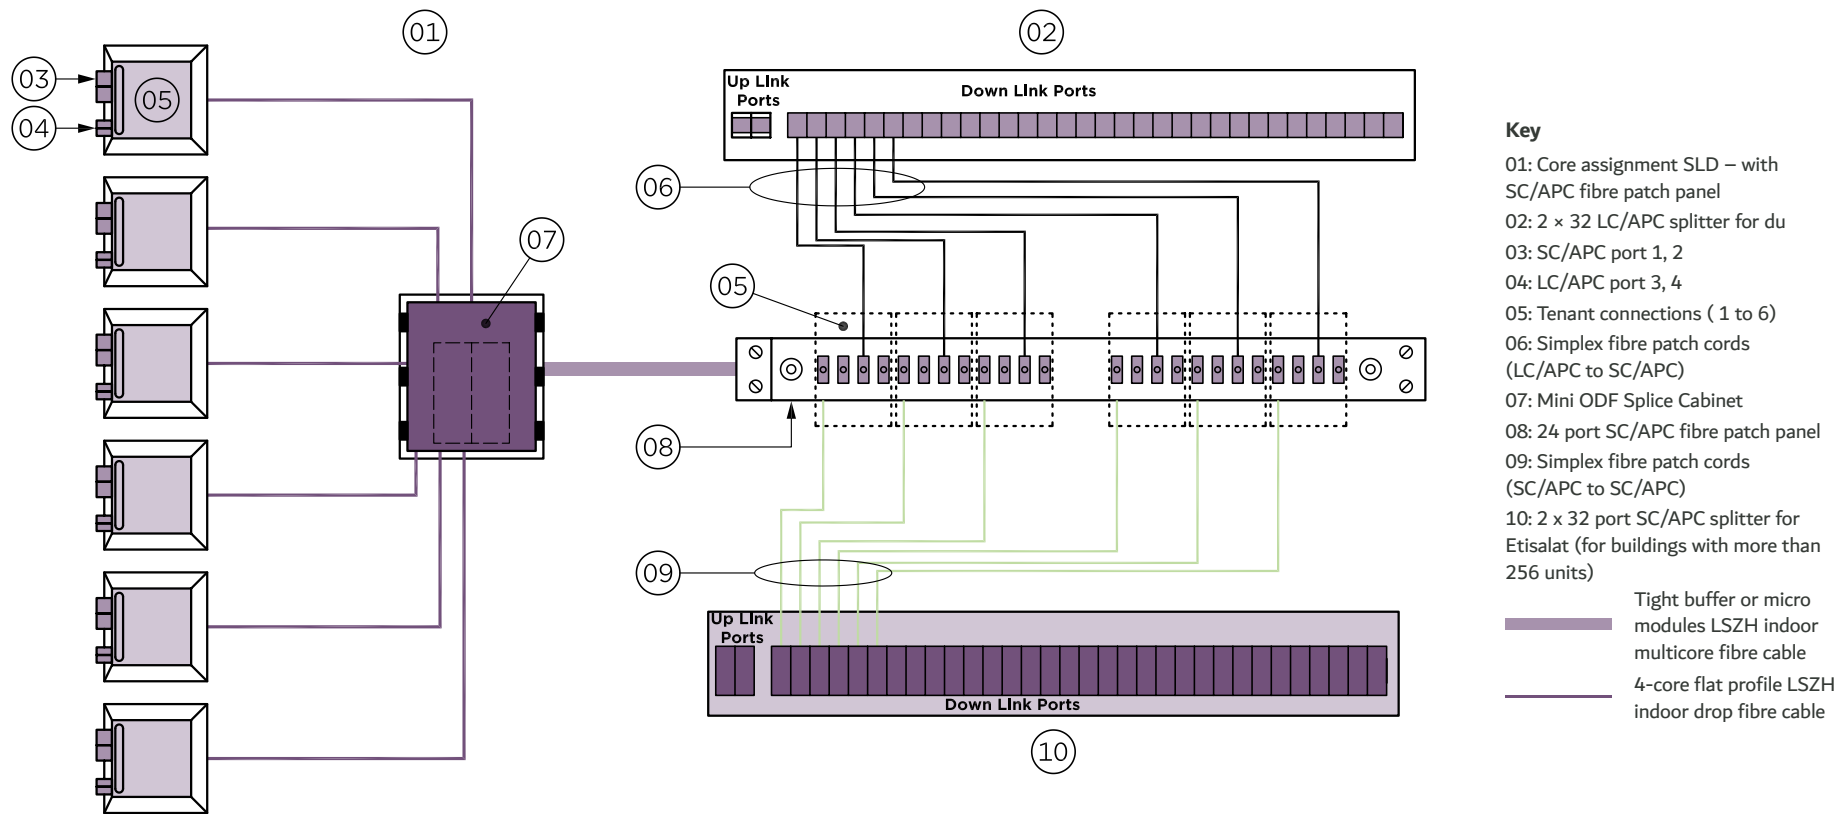 01
02
03
05
04
Up LInk
Ports
Down LInk Ports
06
07
05
08
09
Up LInk
Ports
Down LInk Ports
10
Key
01: Core assignment SLD – with
SC/APC fibre patch panel
02: 2 × 32 LC/APC splitter for du
03: SC/APC port 1, 2
04: LC/APC port 3, 4
05: Tenant connections ( 1 to 6)
06: Simplex fibre patch cords
(LC/APC to SC/APC)
07: Mini ODF Splice Cabinet
08: 24 port SC/APC fibre patch panel
09: Simplex fibre patch cords
(SC/APC to SC/APC)
10: 2 x 32 port SC/APC splitter for
Etisalat (for buildings with more than
256 units)
Tight buffer or micro
modules LSZH indoor
multicore fibre cable
4-core flat profile LSZH
indoor drop fibre cable